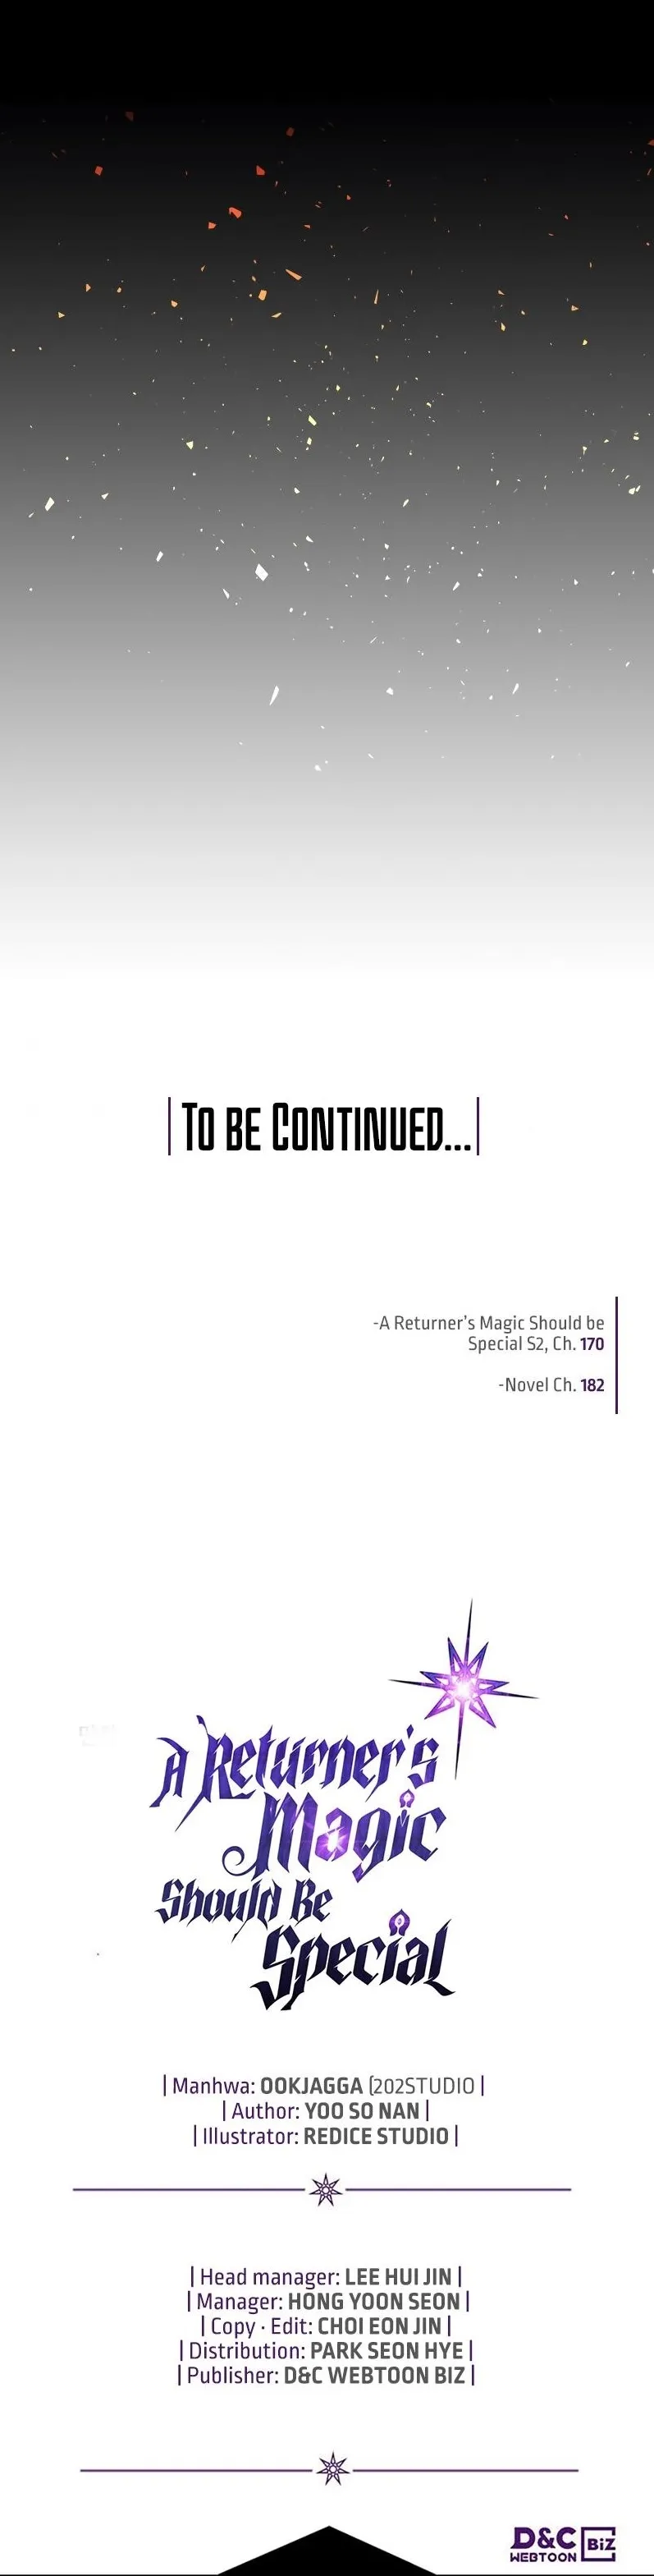 TO BE CONTINUED...
-A Returner's Magic Should be
Special S2, Ch. 170
-Novel Ch. 182
A Returner's
Magic
Should Be
Special
| Manhwa: OOKJAGGA (202STUDIO |
| Author: YOO SO NAN |
| Illustrator: REDICE STUDIO |
| Head manager: LEE HUI JIN |
| Manager: HONG YOON SEON |
| Copy · Edit: CHOI EON JIN |
| Distribution: PARK SEON HYE |
| Publisher: D&C WEBTOON BIZ |
D&C
WEBTOON
BiZ